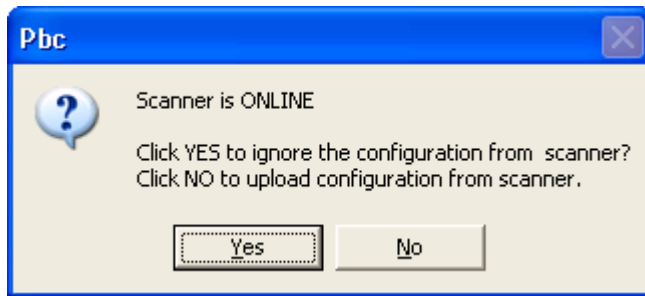 Pbc
Scanner is ONLINE
Click YES to ignore the configuration from  scanner?
Click NO to upload configuration from scanner.
Yes
No